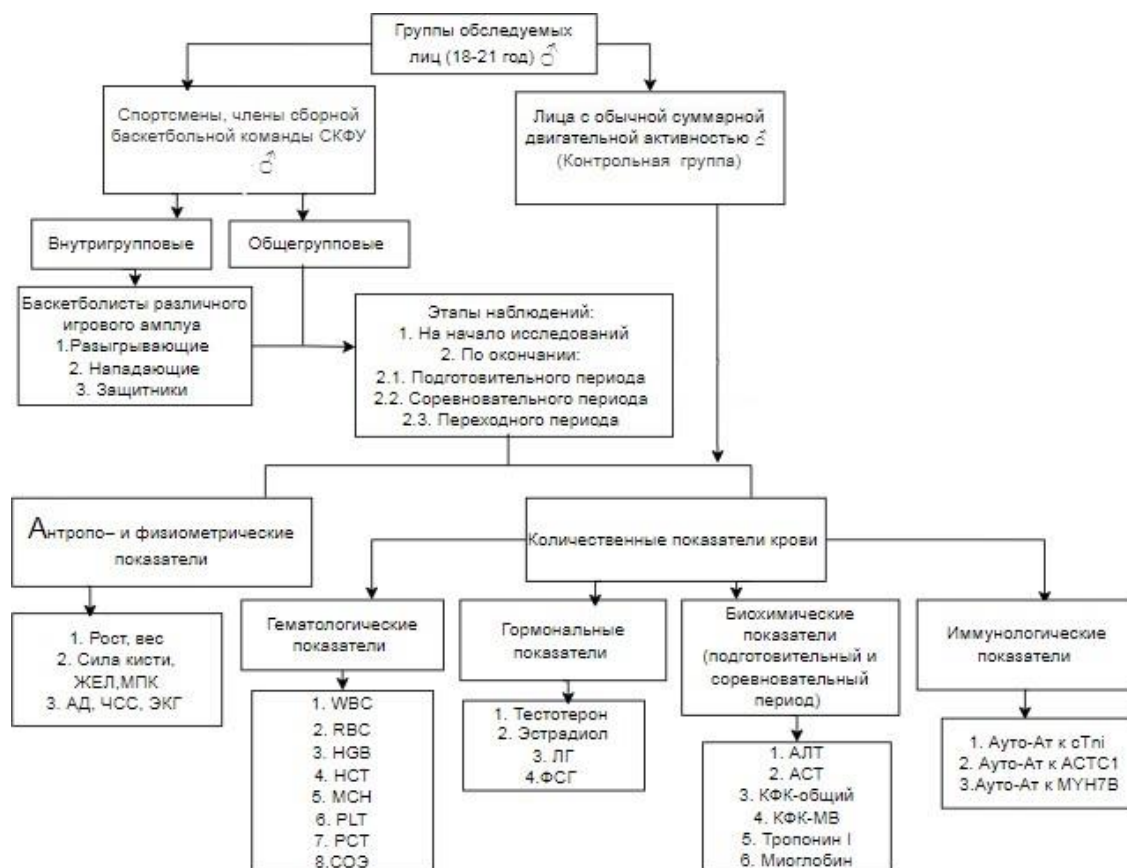 Группы обследуемых
лиц (18-21 год) ♂
Спортсмены, члены сборной
баскетбольной команды СКФУ
♂
Лица с обычной суммарной
двигательной активностью ♂
(Контрольная группа)
Внутригрупповые
Общегрупповые
Баскетболисты различного
игрового амплуа
1.Разыгрывающие
2. Нападающие
3. Защитники
Этапы наблюдений:
1. На начало исследований
2. По окончании:
2.1. Подготовительного периода
2.2. Соревновательного периода
2.3. Переходного периода
Антропо– и физиометрические
показатели
Количественные показатели крови
1. Рост, вес
2. Сила кисти,
ЖЕЛ,МПК
3. АД, ЧСС, ЭКГ
Гематологические
показатели
1. WBC
2. RBC
3. HGB
4. HCT
5. MCH
6. PLT
7. PCT
8.СОЭ
Гормональные
показатели
1. Тестотерон
2. Эстрадиол
3. ЛГ
4.ФСГ
Биохимические
показатели
(подготовительный и
соревновательный
период)
1. АЛТ
2. АСТ
3. КФК-общий
4. КФК-МВ
5. Тропонин I
6. Миоглобин
Иммунологические
показатели
1. Ауто-Ат к cTni
2. Ауто-Ат к ACTC1
3.Ауто-Ат к MYH7B